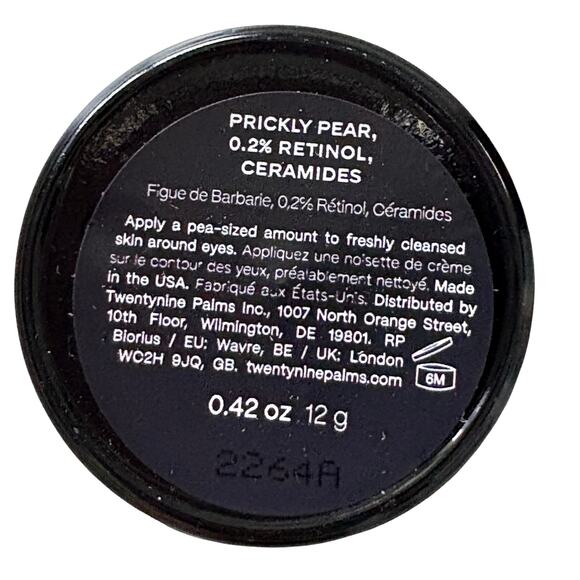 PRICKLY PEAR,
0.2% RETINOL,
CERAMIDES
Figue de Barbarie, 0,2% Rétinol, Céramides
Apply a pea-sized amount to freshly cleansed
skin around eyes. Appliquez une noisette de crème
sur le contour des yeux, préalablement nettoyé. Made
in the USA. Fabriqué aux États-Unis. Distributed by
Twentynine Palms Inc., 1007 North Orange Street,
10th Floor, Wilmington, DE 19801. RP
Biorius / EU: Wavre, BE / UK: London
WC2H 9JQ, GB. twentyninepalms.com
6M
0.42 oz 12 g
2264A